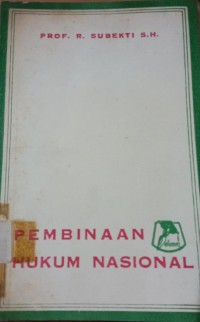 PROF. R. SUBEKTI S.H.
PEMBINAAN
HUKUM NASIONAL